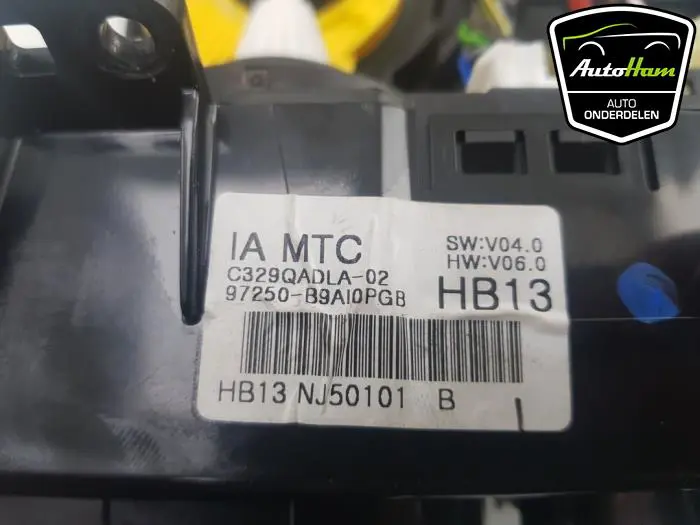 AutoHam
AUTO
ONDERDELEN
IA MTC
SW:V04.0
HW:V06.0
C329QADLA-02
97250-B9AI0PGB
HB13
HB13 NJ50101 B